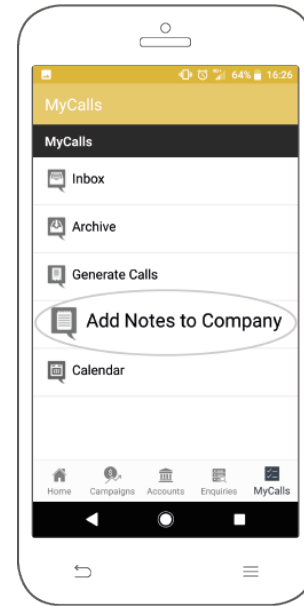 64% 16:26
MyCalls
MyCalls
Inbox
Archive
Generate Calls
Add Notes to Company
Calendar
Home Campaigns Accounts Enquiries MyCalls